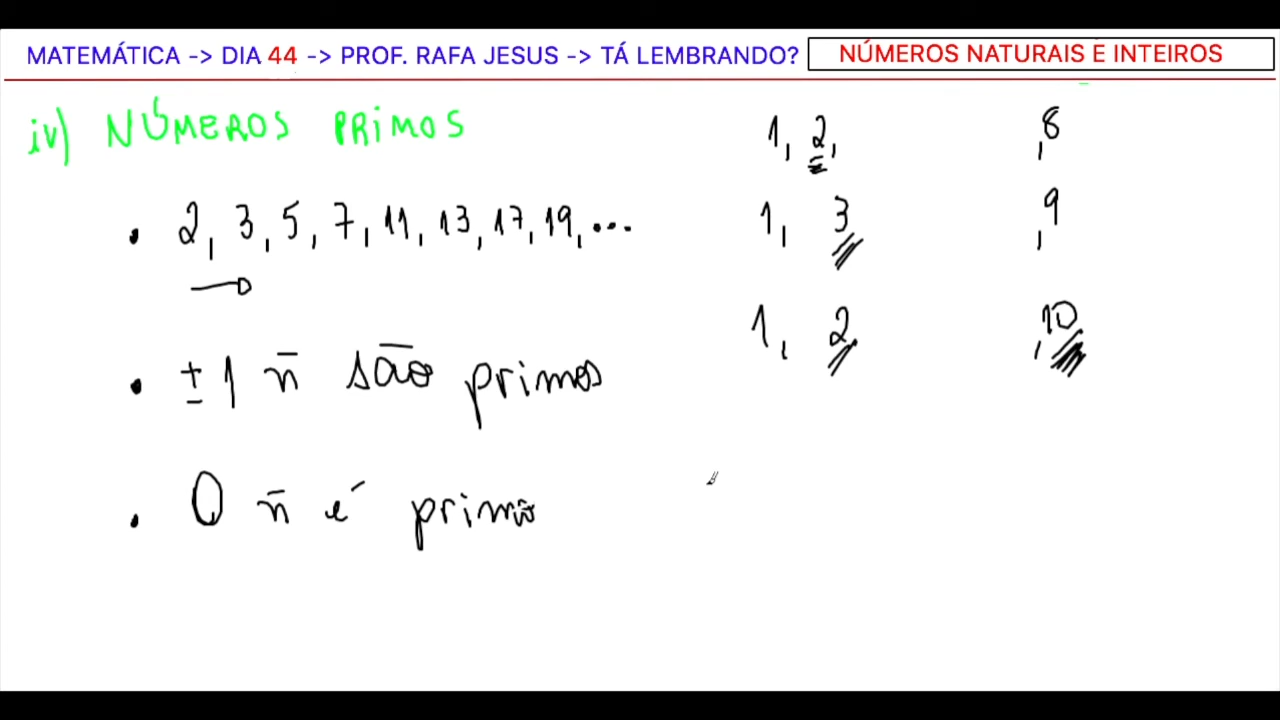 MATEMÁTICA -> DIA 44 -> PROF. RAFA JESUS -> TÁ LEMBRANDO? NÚMEROS NATURAIS E INTEIROS
iv) NÚMEROS PRIMOS
1, 2, ,8
• 2, 3, 5, 7, 11, 13, 17, 19, ...
1, 3 ,9
1, 2 ,10
• ±1 ñ são primos
• 0 ñ é primo